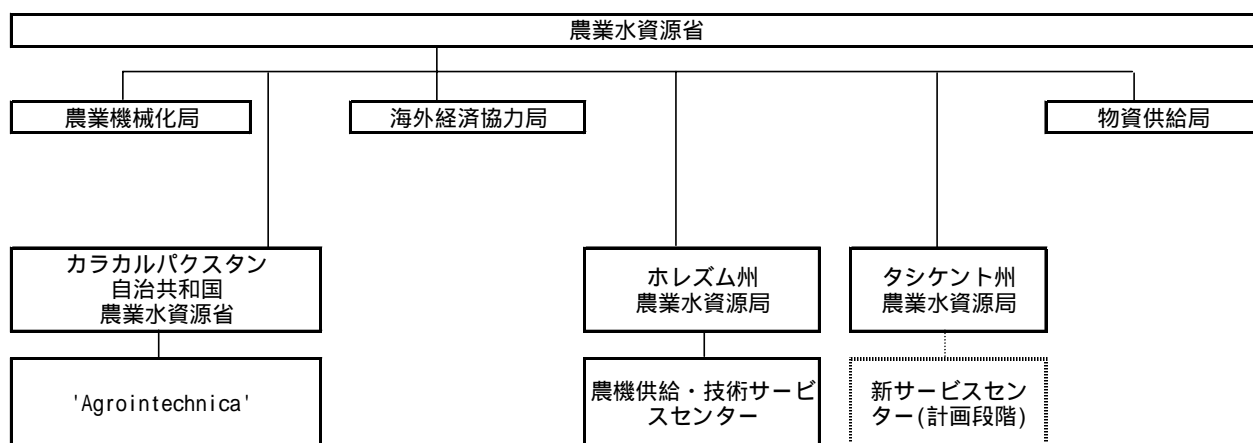 農業水資源省
農業機械化局
海外経済協力局
物資供給局
カラカルパクスタン
自治共和国
農業水資源省
ホレズム州
農業水資源局
タシケント州
農業水資源局
'Agrointechnica'
農機供給・技術サービ
スセンター
新サービスセン
ター(計画段階)